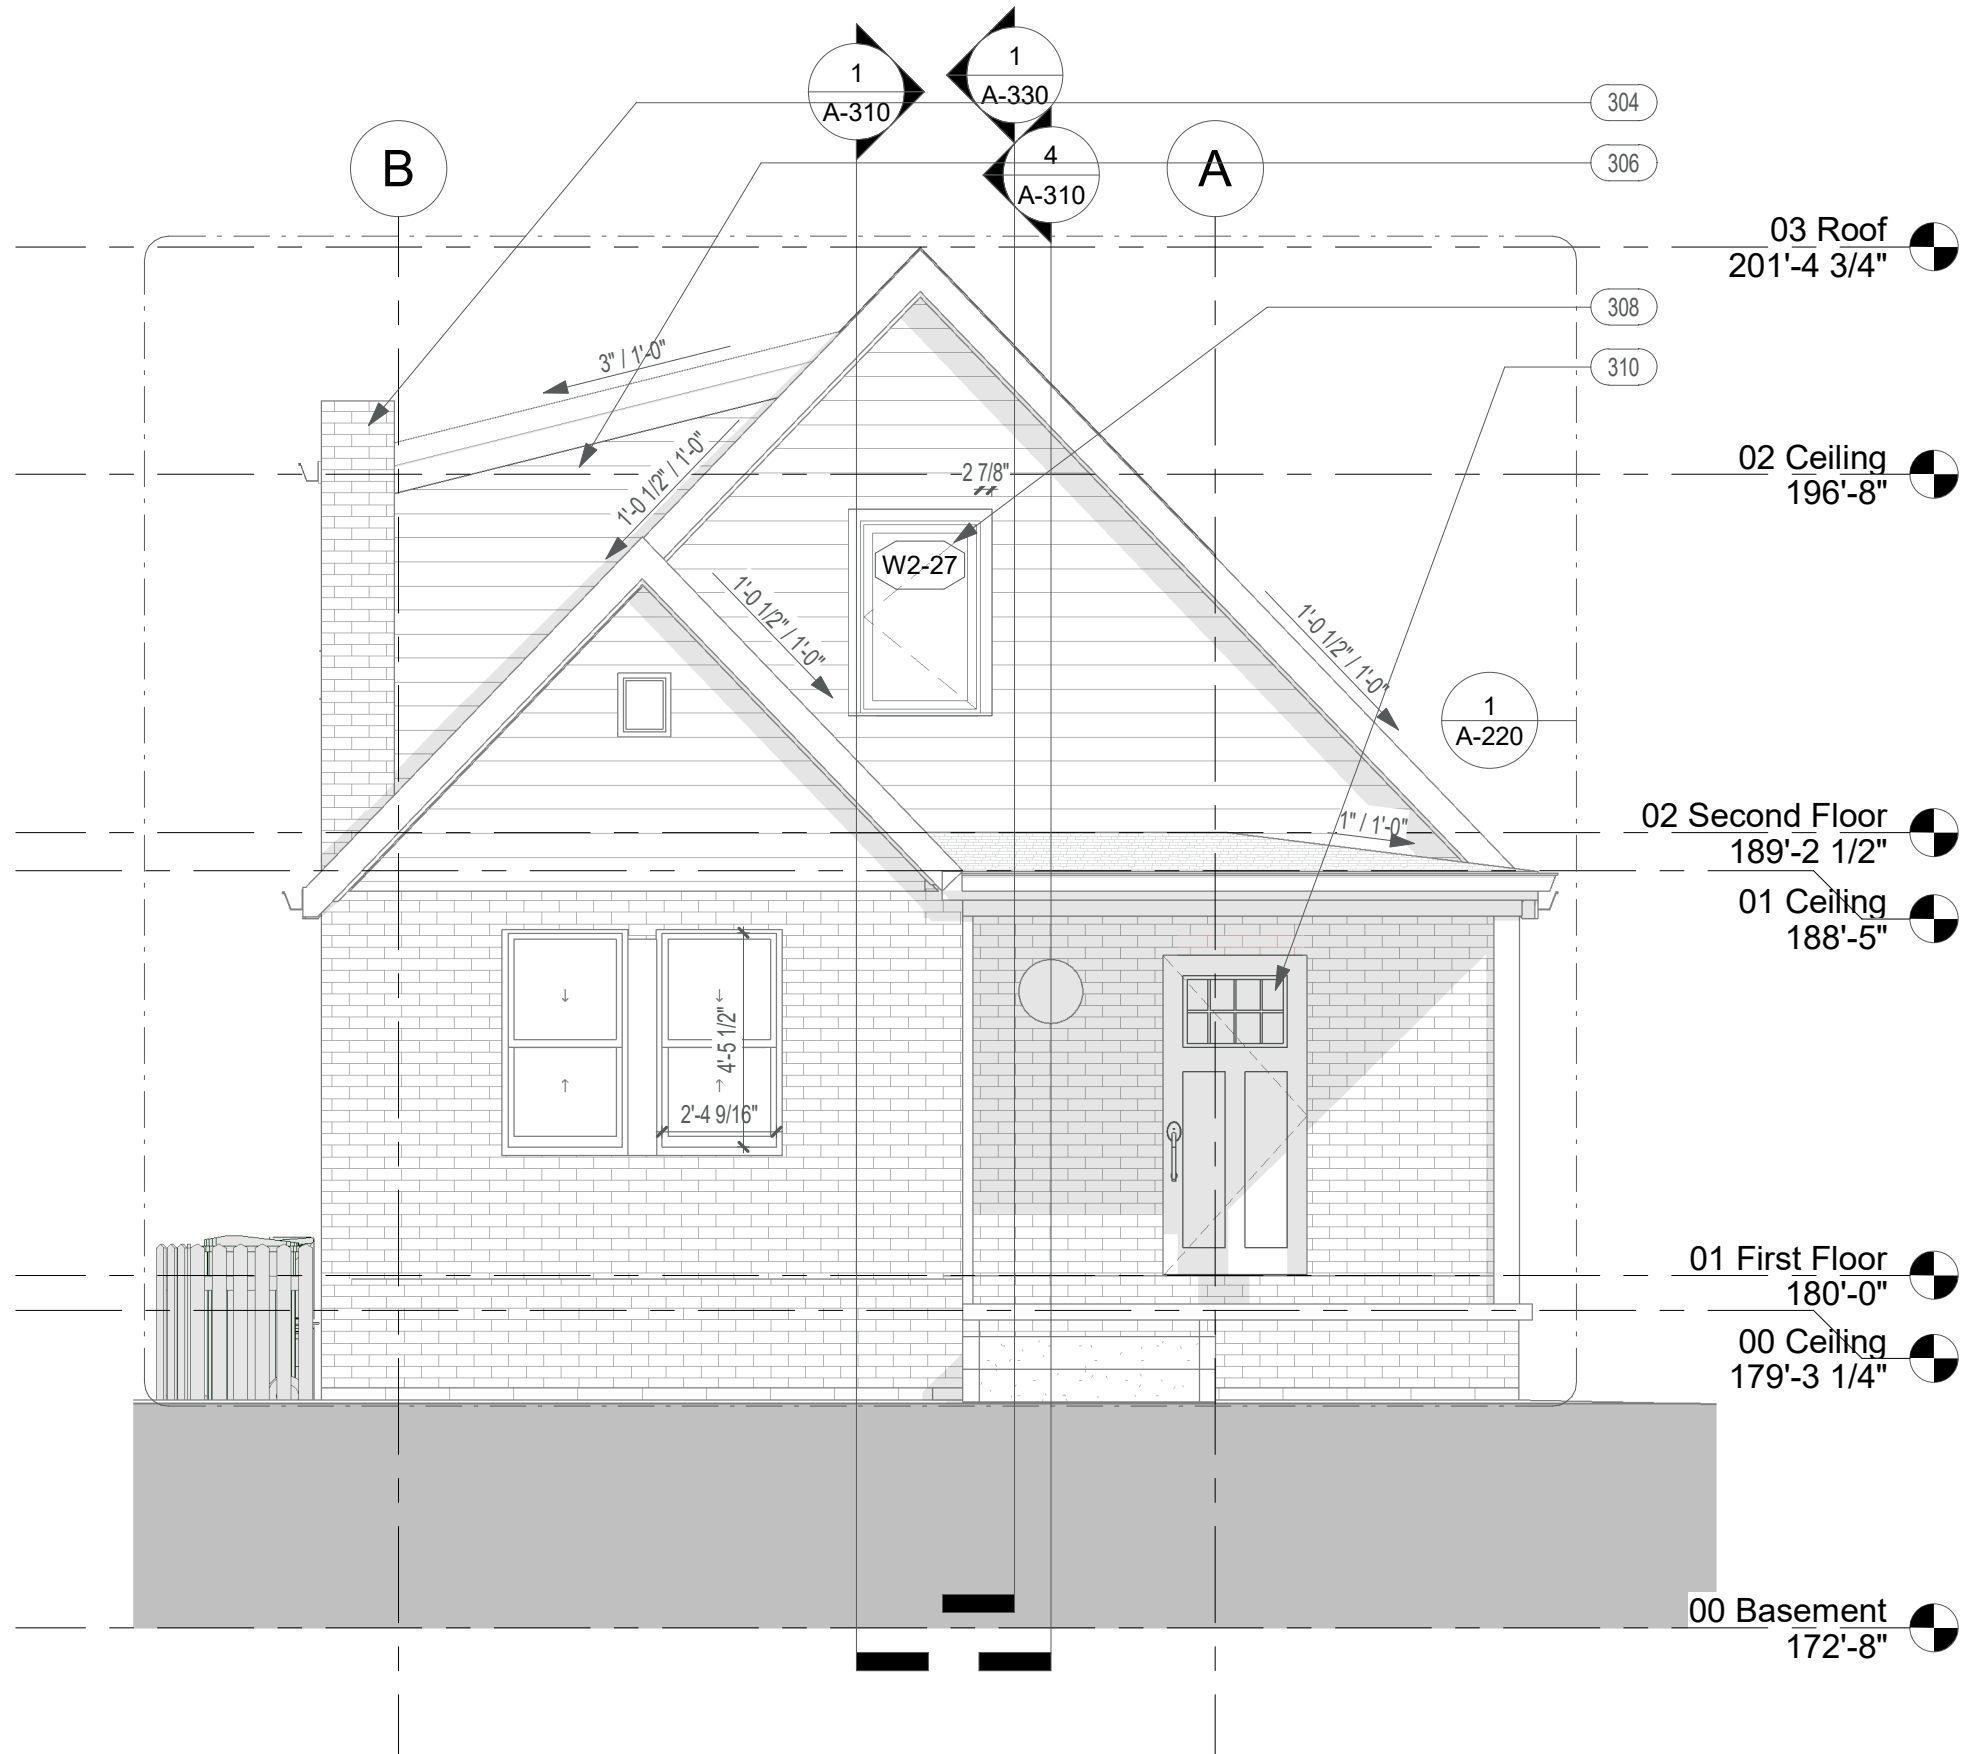 1
A-310
1
A-330
4
A-310
B
A
304
306
308
310
03 Roof
201'-4 3/4"
02 Ceiling
196'-8"
02 Second Floor
189'-2 1/2"
01 Ceiling
188'-5"
01 First Floor
180'-0"
00 Ceiling
179'-3 1/4"
00 Basement
172'-8"
3" / 1'-0"
1'-0 1/2" / 1'-0"
2 7/8"
W2-27
1'-0 1/2" / 1'-0"
1'-0 1/2" / 1'-0"
1
A-220
1" / 1'-0"
4'-5 1/2"
2'-4 9/16"